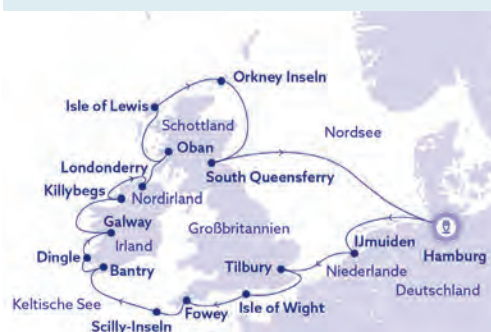 Orkney Inseln
Isle of Lewis
Schottland
Nordsee
Oban
Londonderry
South Queensferry
Killybegs
Nordirland
Galway
Großbritannien
IJmuiden
Irland
Hamburg
Dingle
Tilbury
Niederlande
Bantry
Deutschland
Keltische See
Isle of Wight
Fowey
Scilly-Inseln